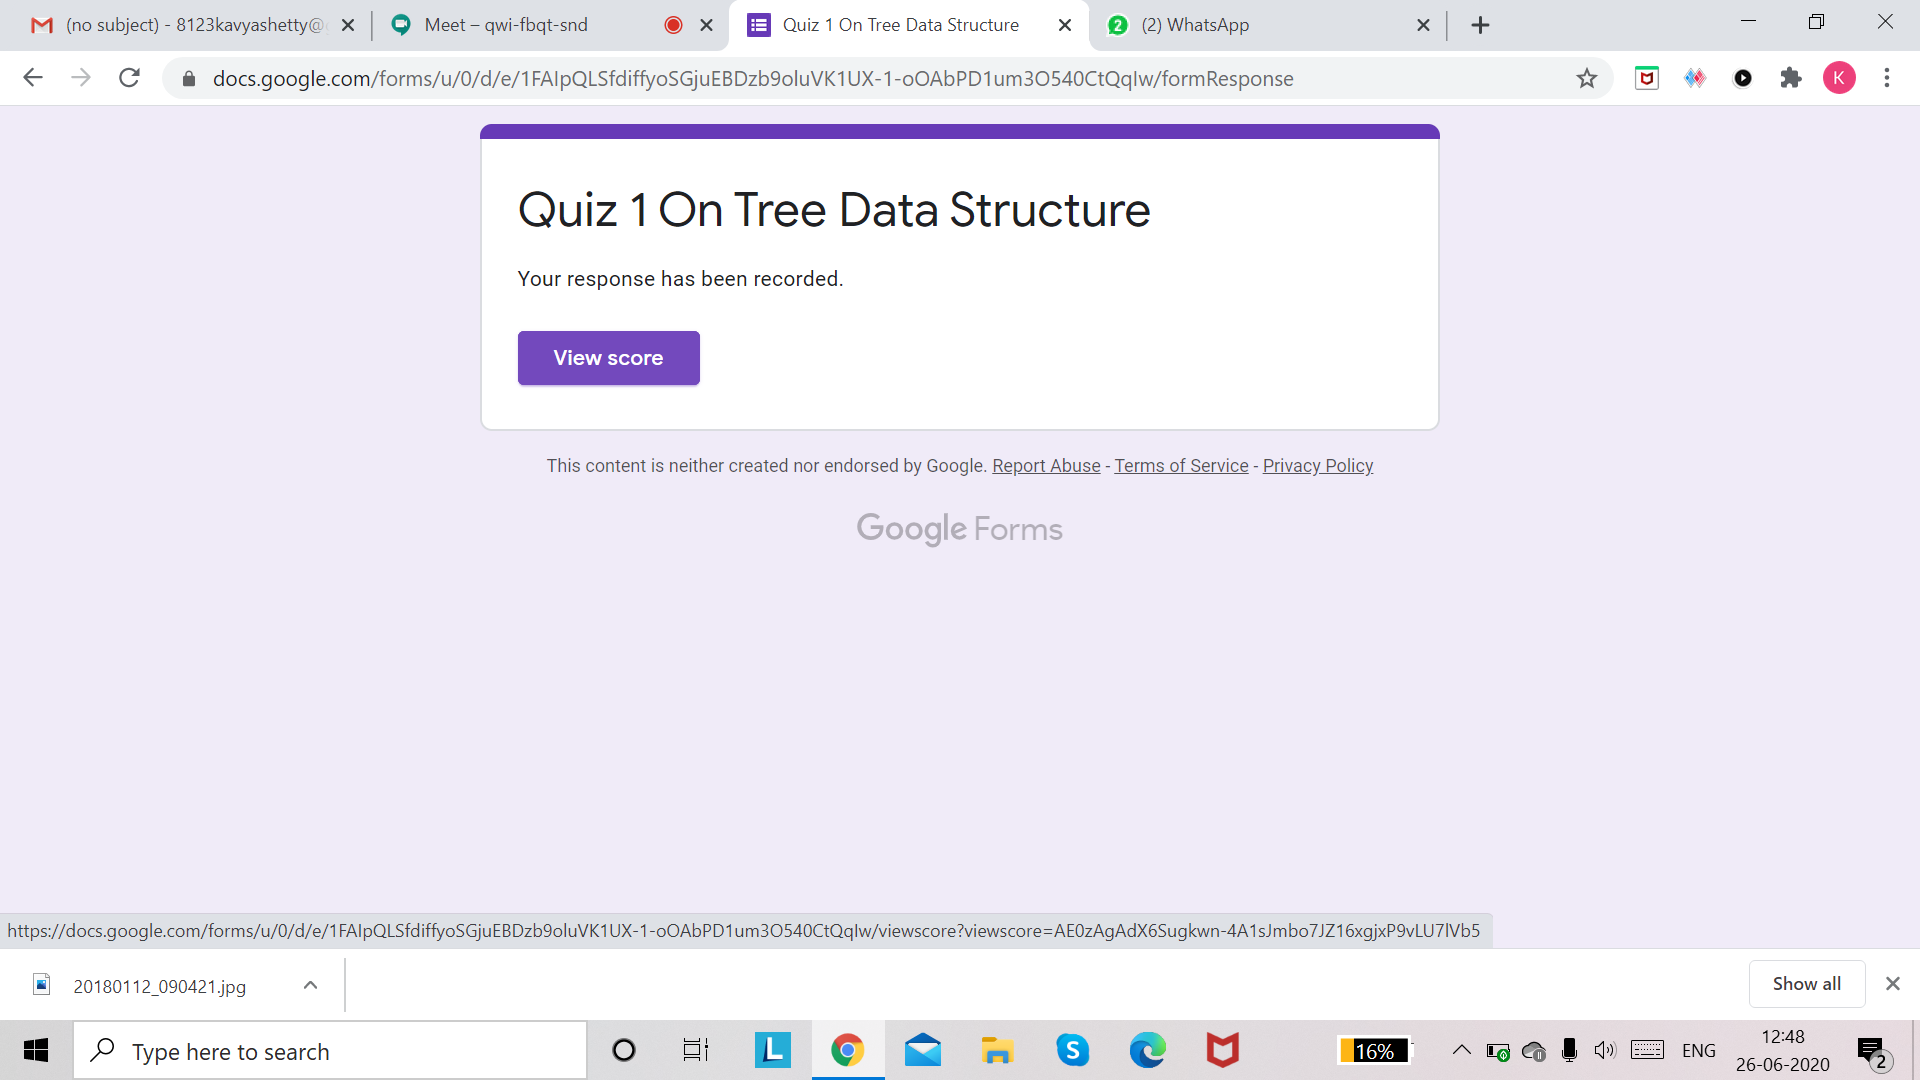 (no subject) - 8123kavyashetty@
Meet – qwi-fbqt-snd
Quiz 1 On Tree Data Structure
2
(2) WhatsApp
docs.google.com/forms/u/0/d/e/1FAIpQLSfdiffyoSGjuEBDzb9oluVK1UX-1-oOAbPD1um3O540CtQqIw/formResponse
K
Quiz 1 On Tree Data Structure
Your response has been recorded.
View score
This content is neither created nor endorsed by Google. Report Abuse - Terms of Service - Privacy Policy
Google Forms
https://docs.google.com/forms/u/0/d/e/1FAIpQLSfdiffyoSGjuEBDzb9oluVK1UX-1-oOAbPD1um3O540CtQqIw/viewscore?viewscore=AE0zAgAdX6Sugkwn-4A1sJmbo7JZ16xgjxP9vLU7lVb5
20180112_090421.jpg
Show all
Type here to search
L
S
16%
ENG
12:48
26-06-2020
2